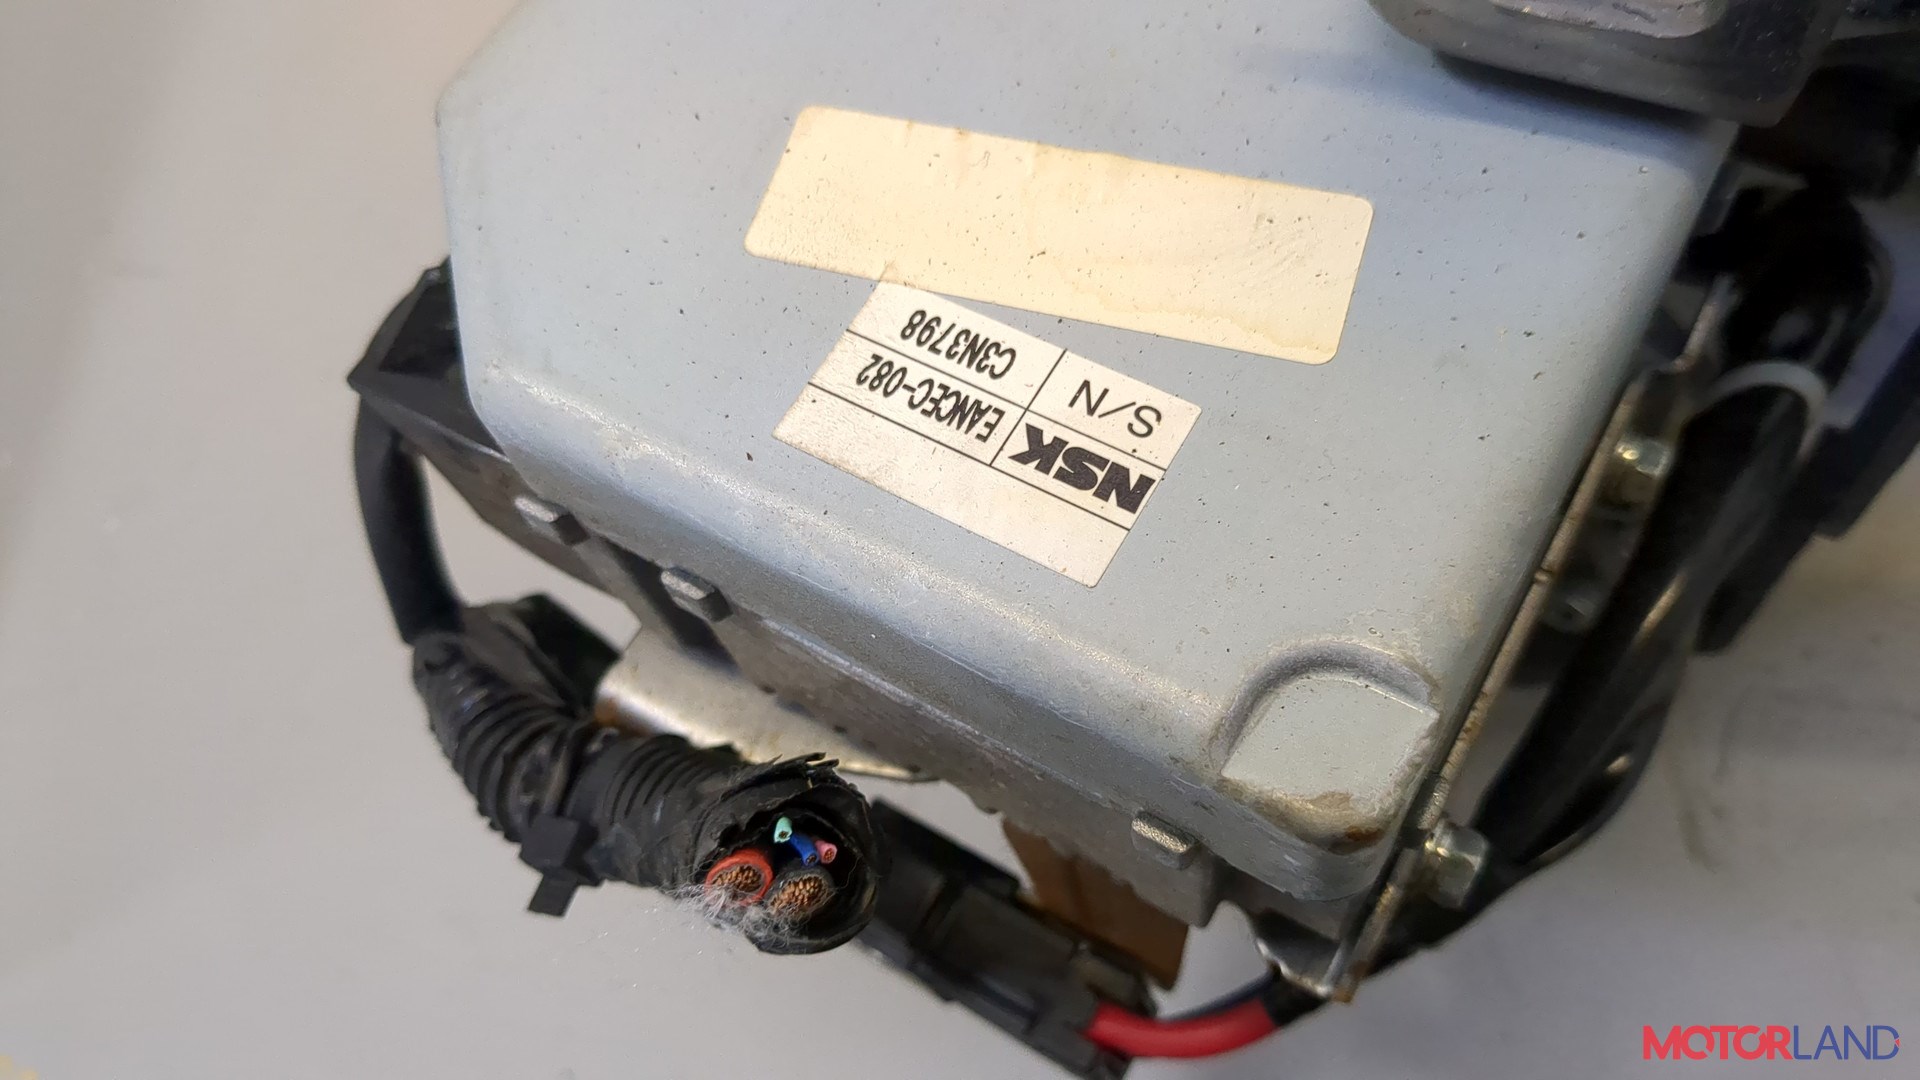 NSK EANCEC-082
S/N C3N3798
MOTORLAND